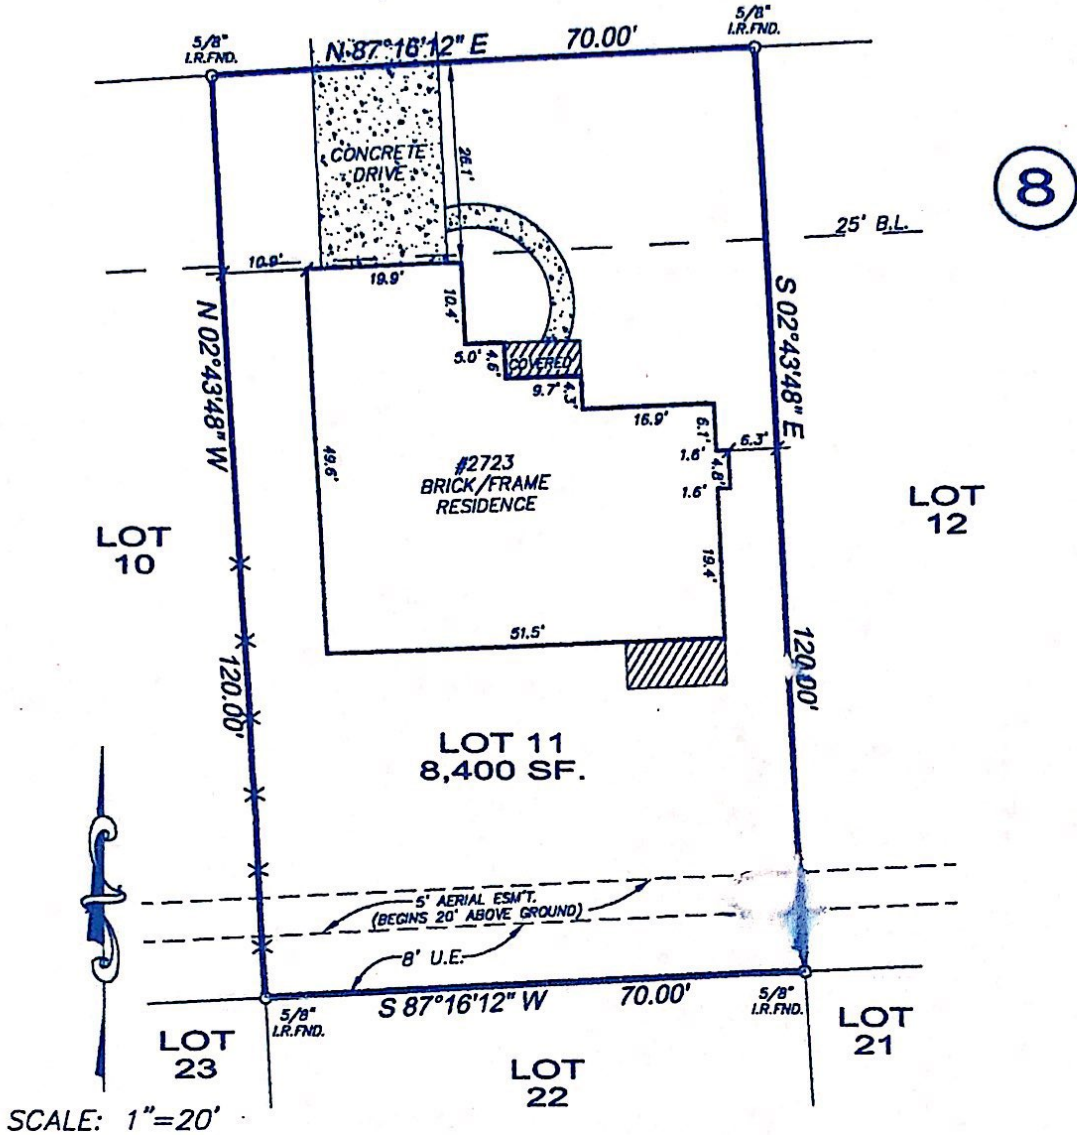 5/8"
I.R.FND.
N 87°16'12" E
70.00'
5/8"
I.R.FND.
CONCRETE
DRIVE
26.1'
8
25' B.L.
10.9'
19.9'
10.4'
5.0'
4.6'
COVERED
9.7'
4.3'
16.9'
6.1'
1.6'
6.3'
4.8'
1.6'
N 02°43'48" W
S 02°43'48" E
49.6'
#2723
BRICK/FRAME
RESIDENCE
LOT
10
LOT
12
19.4'
51.5'
120.00'
120.00'
LOT 11
8,400 SF.
5' AERIAL ESM'T.
(BEGINS 20' ABOVE GROUND)
8' U.E.
S 87°16'12" W
70.00'
5/8"
I.R.FND.
5/8"
I.R.FND.
LOT
23
LOT
22
LOT
21
SCALE: 1"=20'